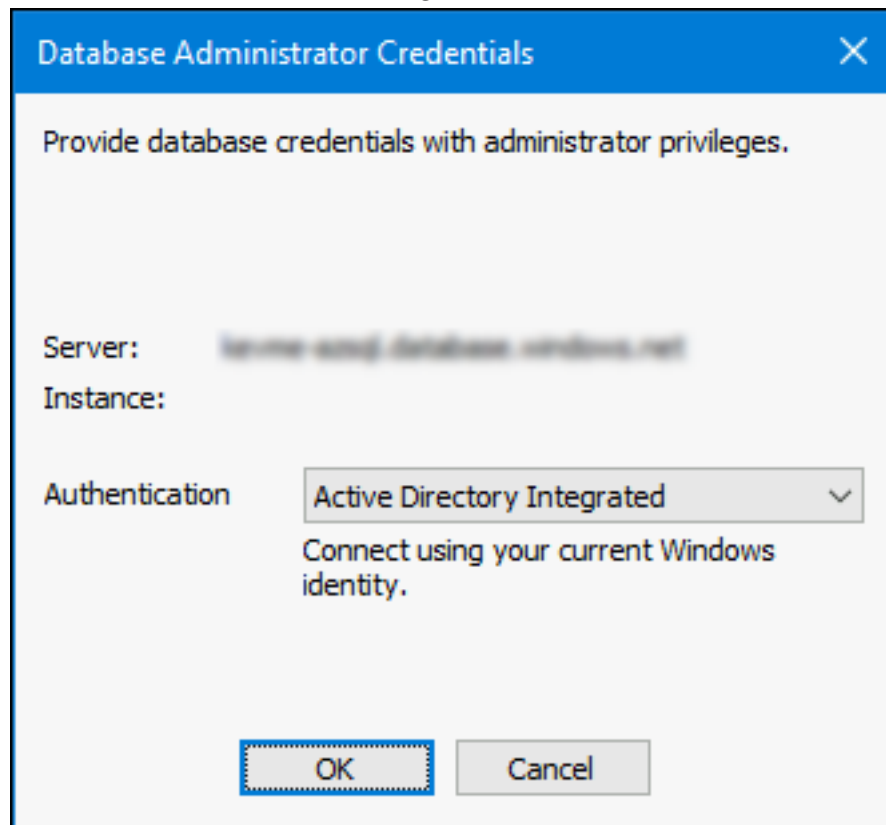 Database Administrator Credentials
Provide database credentials with administrator privileges.
Server:
Instance:
Authentication
Active Directory Integrated
Connect using your current Windows
identity.
OK
Cancel